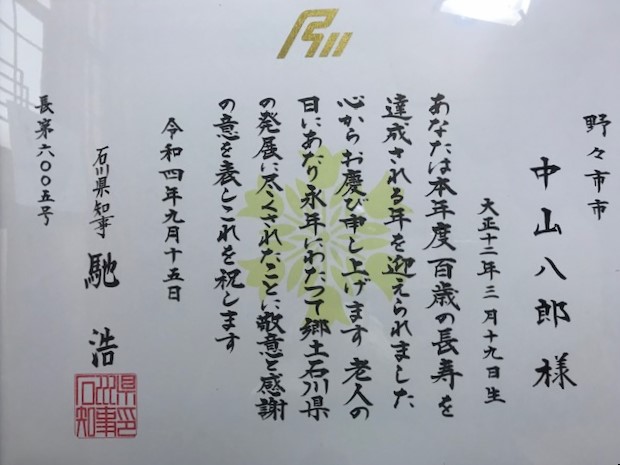 野々市市
中山八郎様
大正十二年三月十九日生
あなたは本年度百歳の長寿を
達成される年を迎えられました
心からお慶び申し上げます 老人の
日にあたり永年にわたって郷土石川県
の発展に尽くされたことに敬意と感謝
の意を表しこれを祝します
令和四年九月十五日
石川県知事 馳浩
石川県知事印
長第六〇〇五号